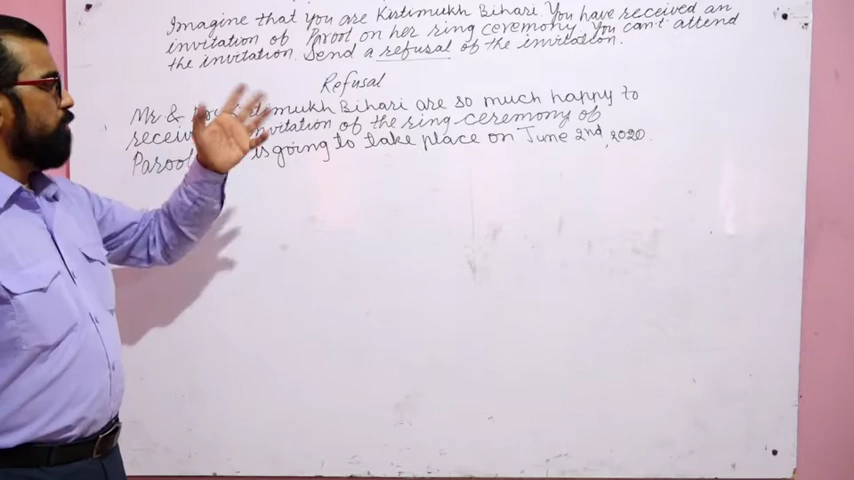 Imagine that you are Kirtimukh Bihari. You have received an
invitation of Parool on her ring ceremony. You can't attend
the invitation. Send a refusal of the invitation.
Refusal
Mr & Kirtimukh Bihari are so much happy to
receive invitation of the ring ceremony of
Parool is going to take place on June 2nd, 2020.